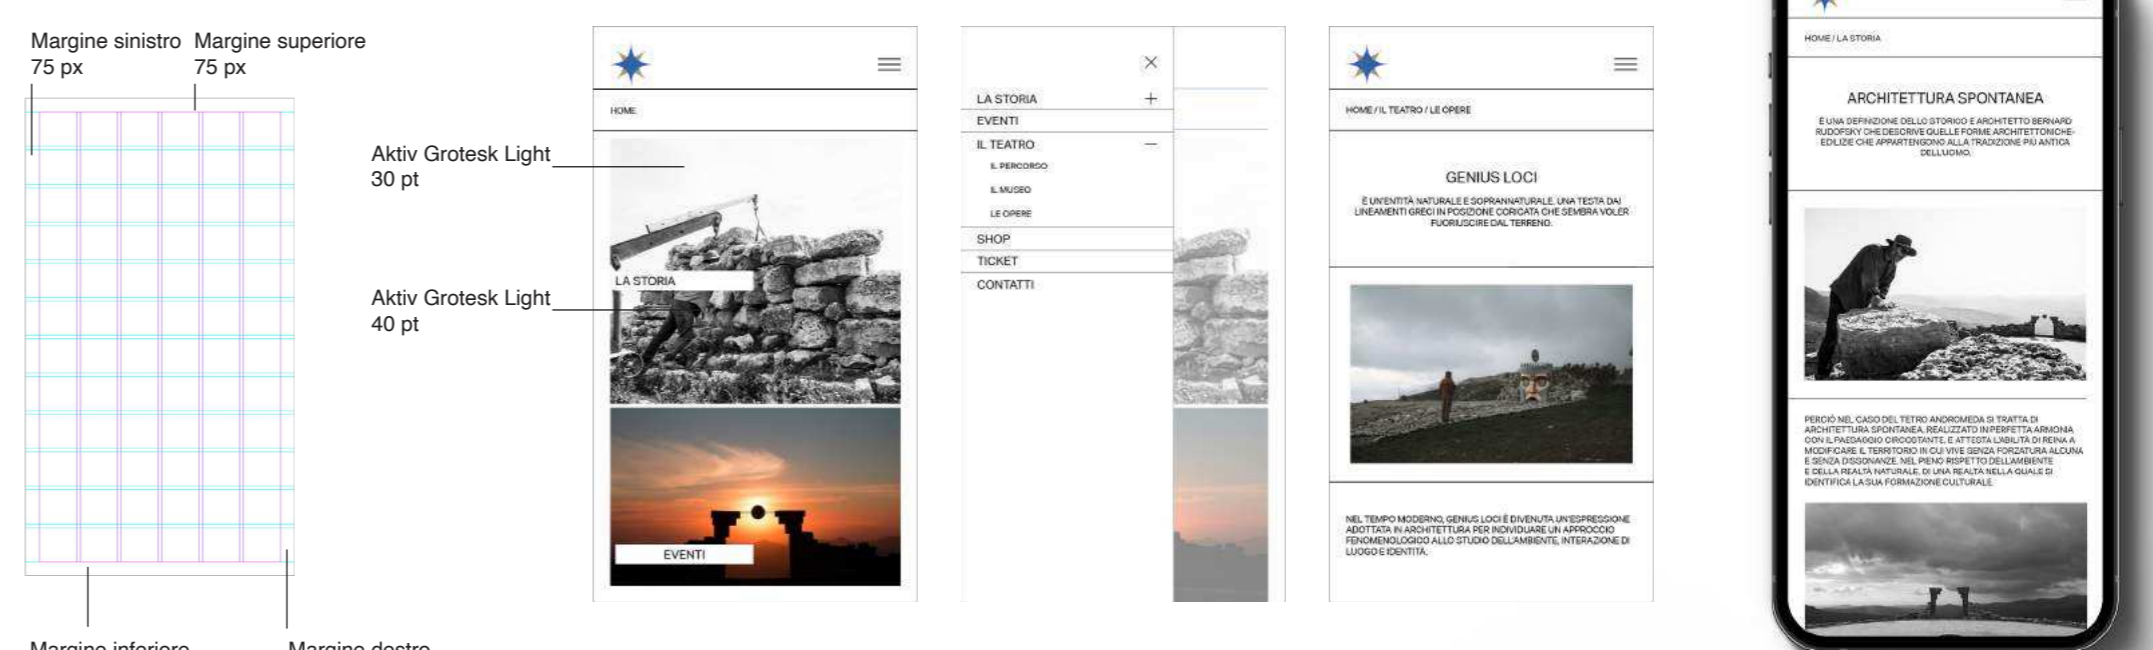 Margine sinistro
75 px
Margine superiore
75 px
Margine inferiore
Margine destro
Aktiv Grotesk Light
30 pt
Aktiv Grotesk Light
40 pt
HOME
LA STORIA
EVENTI
LA STORIA
EVENTI
IL TEATRO
IL PERCORSO
IL MUSEO
LE OPERE
SHOP
TICKET
CONTATTI
HOME / IL TEATRO / LE OPERE
GENIUS LOCI
È UN'ENTITÀ NATURALE E SOPRANNATURALE, UNA TESTA DAI
LINEAMENTI GRECI IN POSIZIONE CORICATA CHE SEMBRA VOLER
FUORIUSCIRE DAL TERRENO.
NEL TEMPO MODERNO, GENIUS LOCI È DIVENUTA UN'ESPRESSIONE
ADOTTATA IN ARCHITETTURA PER INDIVIDUARE UN APPROCCIO
FENOMENOLOGICO ALLO STUDIO DELL'AMBIENTE, INTERAZIONE DI
LUOGO E IDENTITÀ.
HOME / LA STORIA
ARCHITETTURA SPONTANEA
È UNA DEFINIZIONE DELLO STORICO E ARCHITETTO BERNARD
RUDOFSKY CHE DESCRIVE QUELLE FORME ARCHITETTONICHE-
EDILIZIE CHE APPARTENGONO ALLA TRADIZIONE PIÙ ANTICA
DELL'UOMO.
PERCIÒ NEL CASO DEL TETRO ANDROMEDA SI TRATTA DI
ARCHITETTURA SPONTANEA, REALIZZATO IN PERFETTA ARMONIA
CON IL PAESAGGIO CIRCOSTANTE, E ATTESTA L'ABILITÀ DI REINA A
MODIFICARE IL TERRITORIO IN CUI VIVE SENZA FORZATURA ALCUNA
E SENZA DISSONANZE, NEL PIENO RISPETTO DELL'AMBIENTE
E DELLA REALTÀ NATURALE, DI UNA REALTÀ NELLA QUALE SI
IDENTIFICA LA SUA FORMAZIONE CULTURALE.